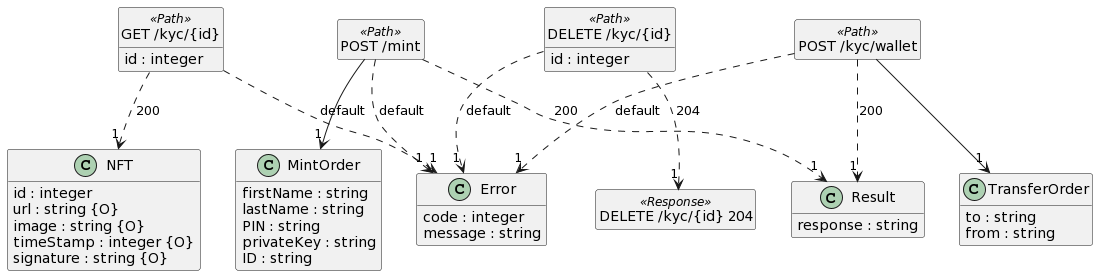 «Path»
GET /kyc/{id}
id : integer
«Path»
POST /mint
«Path»
DELETE /kyc/{id}
id : integer
«Path»
POST /kyc/wallet
200
default
default
default
200
default
204
200
1
1
1
1
1
1
1
1
1
1
C
NFT
id : integer
url : string {O}
image : string {O}
timeStamp : integer {O}
signature : string {O}
C
MintOrder
firstName : string
lastName : string
PIN : string
privateKey : string
ID : string
C
Error
code : integer
message : string
«Response»
DELETE /kyc/{id} 204
C
Result
response : string
C
TransferOrder
to : string
from : string